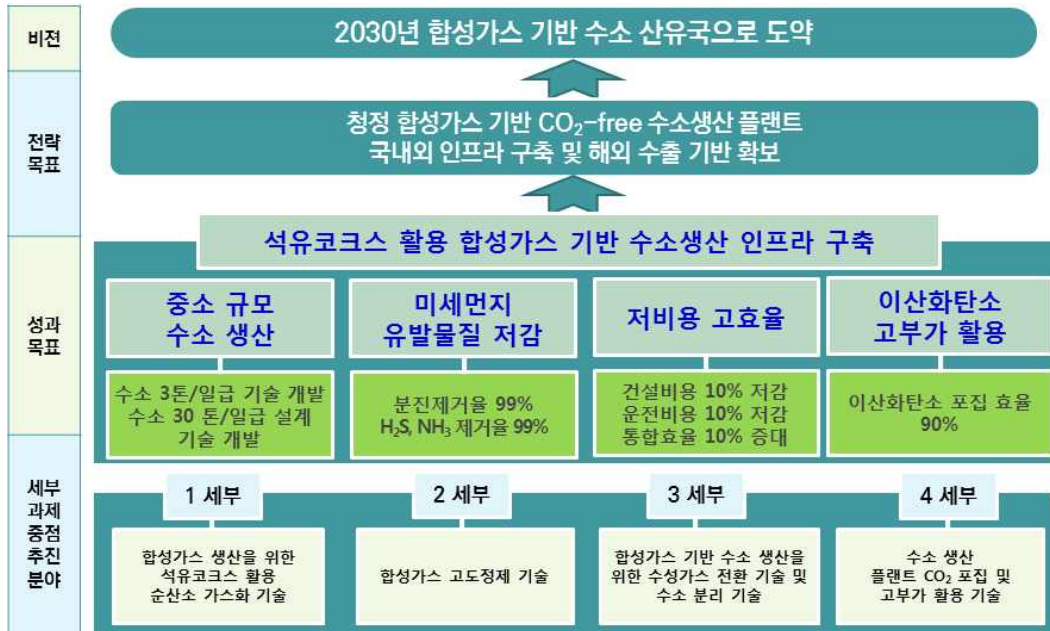 비전
2030년 합성가스 기반 수소 산유국으로 도약
전략
목표
청정 합성가스 기반 CO₂-free 수소생산 플랜트
국내외 인프라 구축 및 해외 수출 기반 확보
성과
목표
석유코크스 활용 합성가스 기반 수소생산 인프라 구축
중소 규모
수소 생산
수소 3톤/일급 기술 개발
수소 30 톤/일급 설계
기술 개발
미세먼지
유발물질 저감
분진제거율 99%
H₂S, NH₃ 제거율 99%
저비용 고효율
건설비용 10% 저감
운전비용 10% 저감
통합효율 10% 증대
이산화탄소
고부가 활용
이산화탄소 포집 효율
90%
세부
과제
중점
추진
분야
1 세부
합성가스 생산을 위한
석유코크스 활용
순산소 가스화 기술
2 세부
합성가스 고도정제 기술
3 세부
합성가스 기반 수소 생산을
위한 수성가스 전환 기술 및
수소 분리 기술
4 세부
수소 생산
플랜트 CO₂ 포집 및
고부가 활용 기술